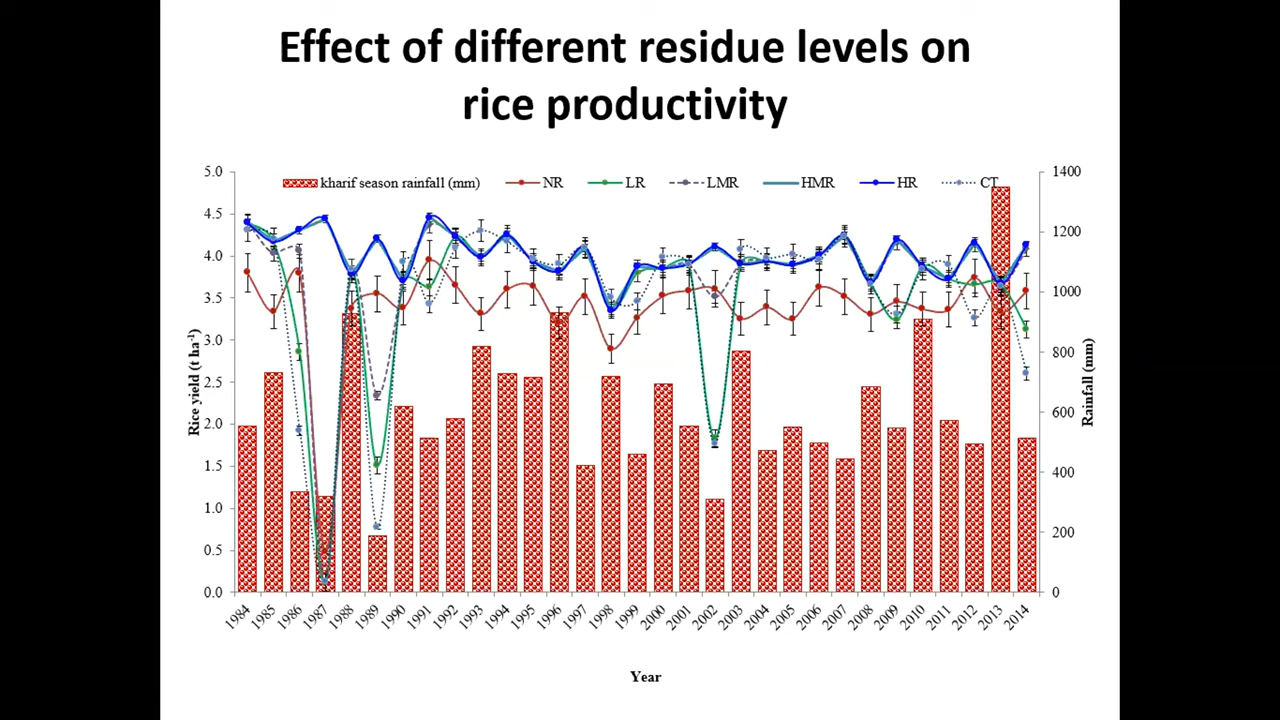 Effect of different residue levels on
rice productivity
kharif season rainfall (mm) NR LR LMR HMR HR CT
5.0
4.5
4.0
3.5
3.0
2.5
2.0
1.5
1.0
0.5
0.0
Rice yield (t ha⁻¹)
1400
1200
1000
800
600
400
200
0
Rainfall (mm)
1984 1985 1986 1987 1988 1989 1990 1991 1992 1993 1994 1995 1996 1997 1998 1999 2000 2001 2002 2003 2004 2005 2006 2007 2008 2009 2010 2011 2012 2013 2014
Year